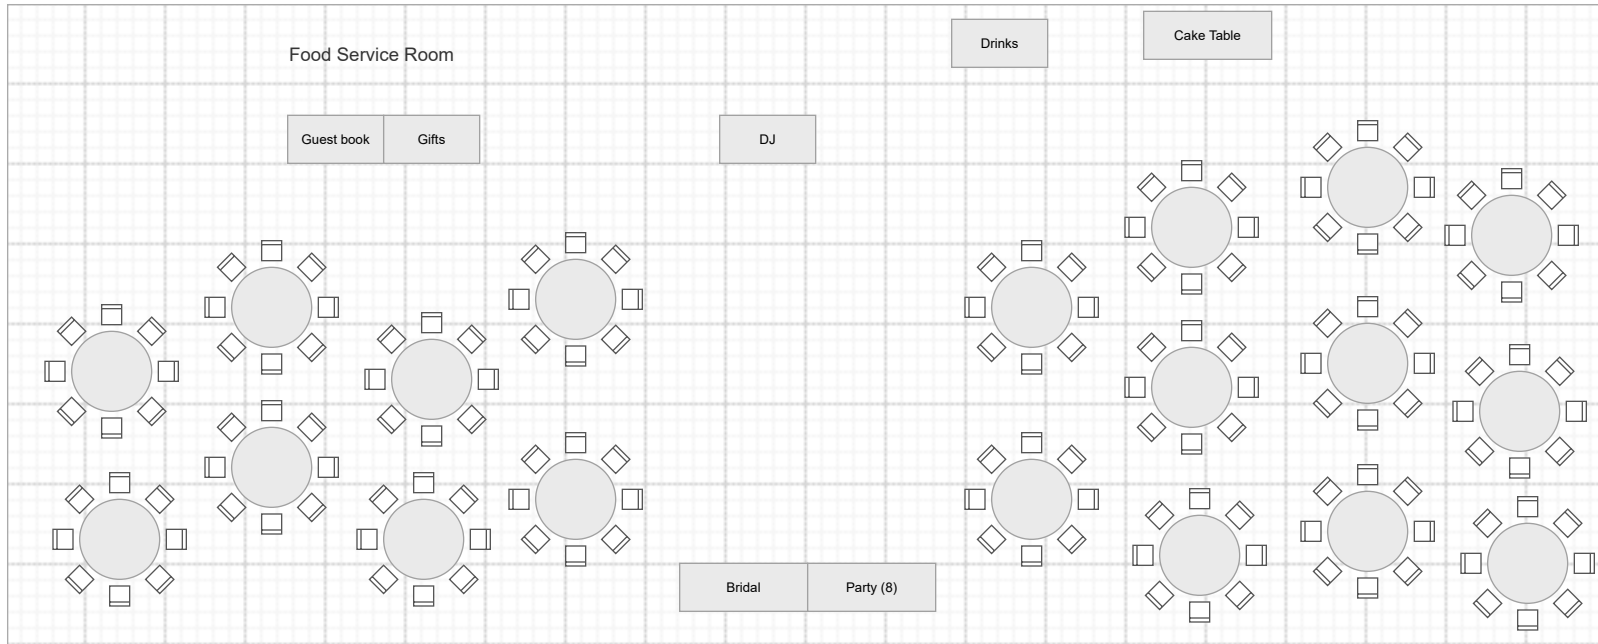 Drinks
Cake Table
Food Service Room
Guest book
Gifts
DJ
Bridal
Party (8)